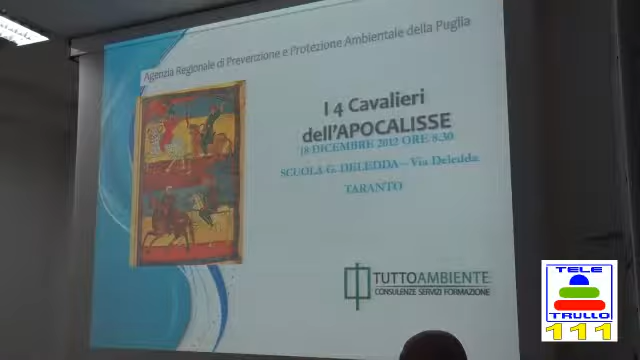 Agenzia Regionale di Prevenzione e Protezione Ambientale della Puglia
I 4 Cavalieri
dell'APOCALISSE
18 DICEMBRE 2012 ORE 8.30
SCUOLA G. DELEDDA – Via Deledda
TARANTO
TUTTOAMBIENTE
CONSULENZE SERVIZI FORMAZIONE
TELE
TRULLO
111